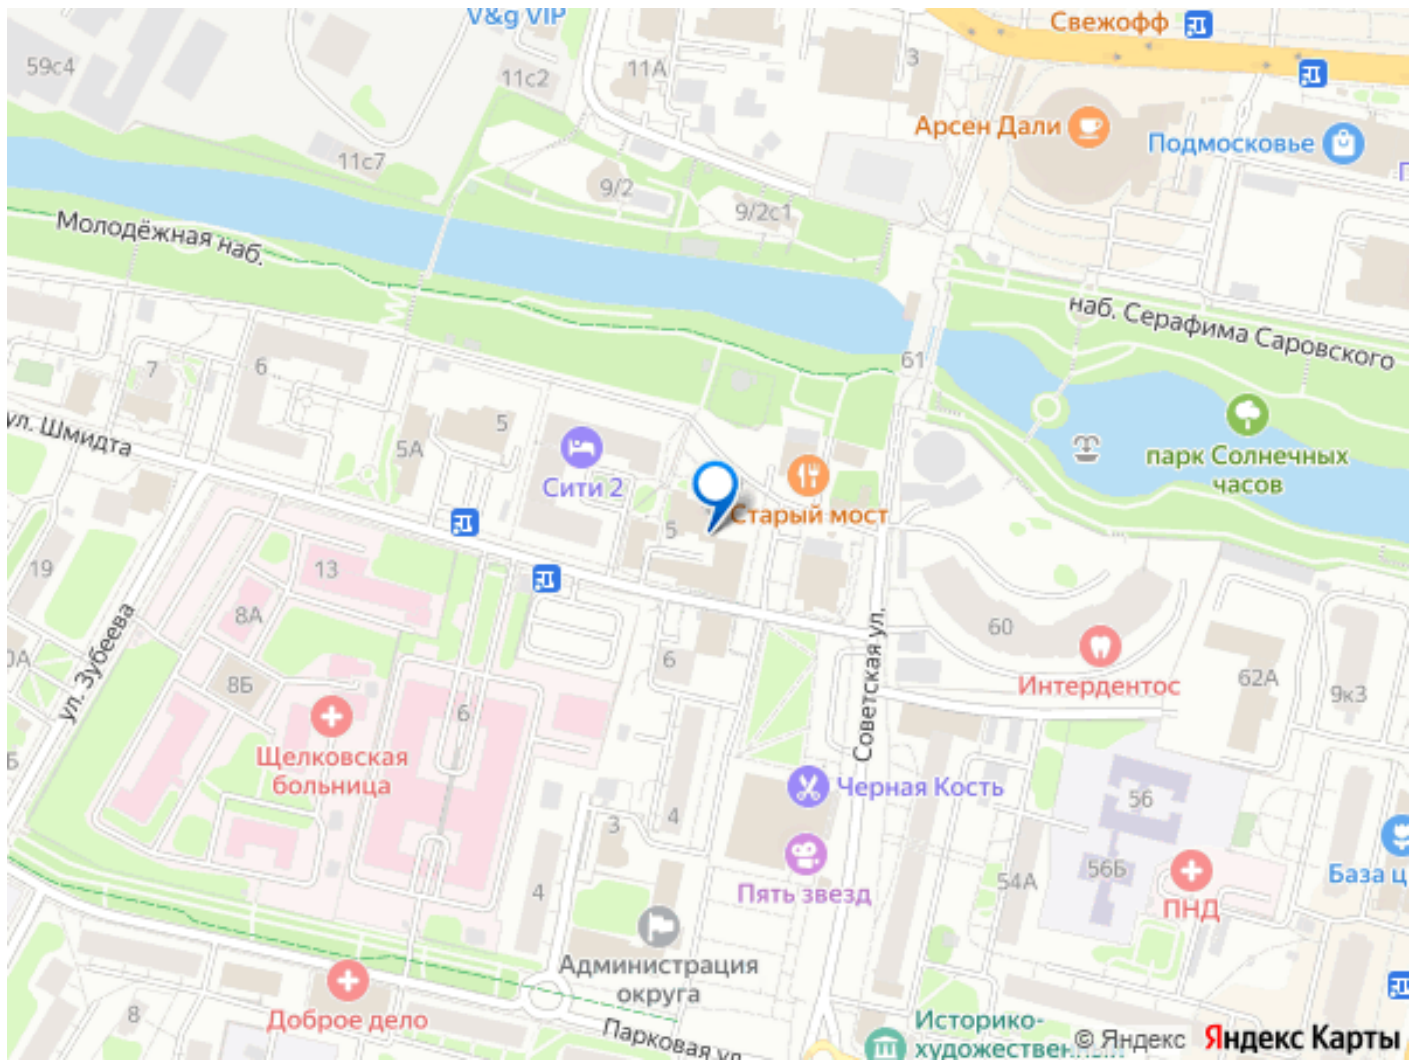 V&g VIP
Свежофф
59с4
11с2
11А
3
Арсен Дали
Подмосковье
П
11с7
9/2
9/2с1
Молодёжная наб.
наб. Серафима Саровского
61
7
6
5
5А
ул. Шмидта
Сити 2
парк Солнечных
часов
Старый мост
5
19
13
8А
ул. Зубеева
60
Советская ул.
Интердентос
62А
9к3
0А
8Б
6
6
Щелковская
больница
Б
Черная Кость
56
4
3
Пять звезд
54А
56Б
ПНД
База ц
4
Администрация
округа
Доброе дело
8
Парковая ул.
Историко-
художествен
© Яндекс
Яндекс Карты